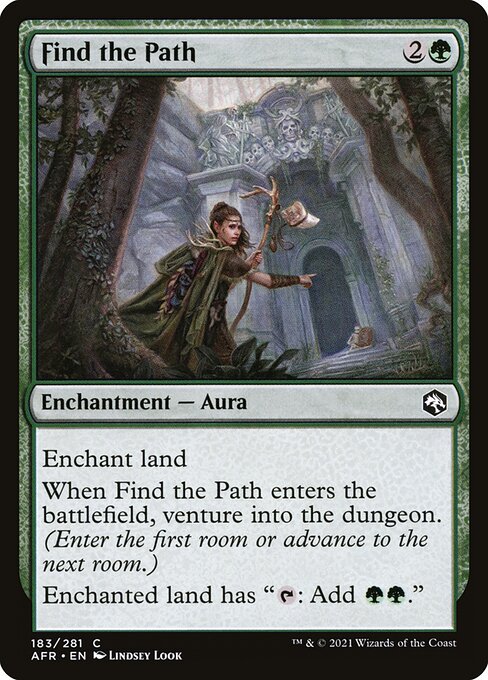 Find the Path 2
Enchantment — Aura
Enchant land
When Find the Path enters the
battlefield, venture into the dungeon.
(Enter the first room or advance to the
next room.)
Enchanted land has “: Add .”
183/281 C
AFR • EN Lindsey Look
™ & © 2021 Wizards of the Coast